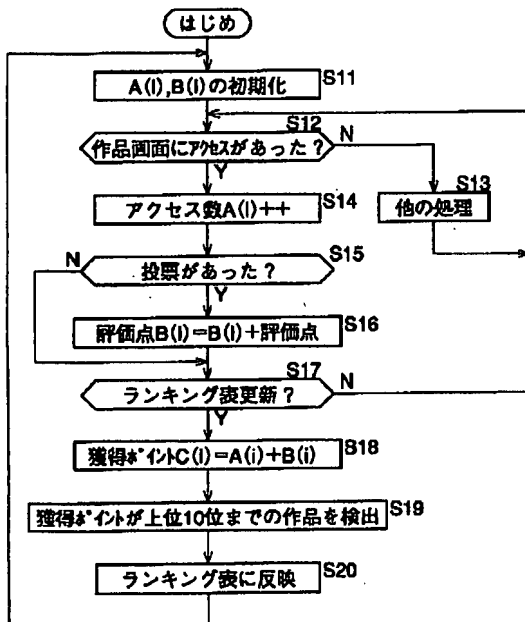 はじめ
A(i),B(i)の初期化 S11
作品画面にアクセスがあった? S12
N
Y
S13
他の処理
アクセス数A(i)++ S14
投票があった? S15
N
Y
評価点B(i)=B(i)+評価点 S16
ランキング表更新? S17
N
Y
獲得ポイントC(i)=A(i)+B(i) S18
獲得ポイントが上位10位までの作品を検出 S19
ランキング表に反映 S20